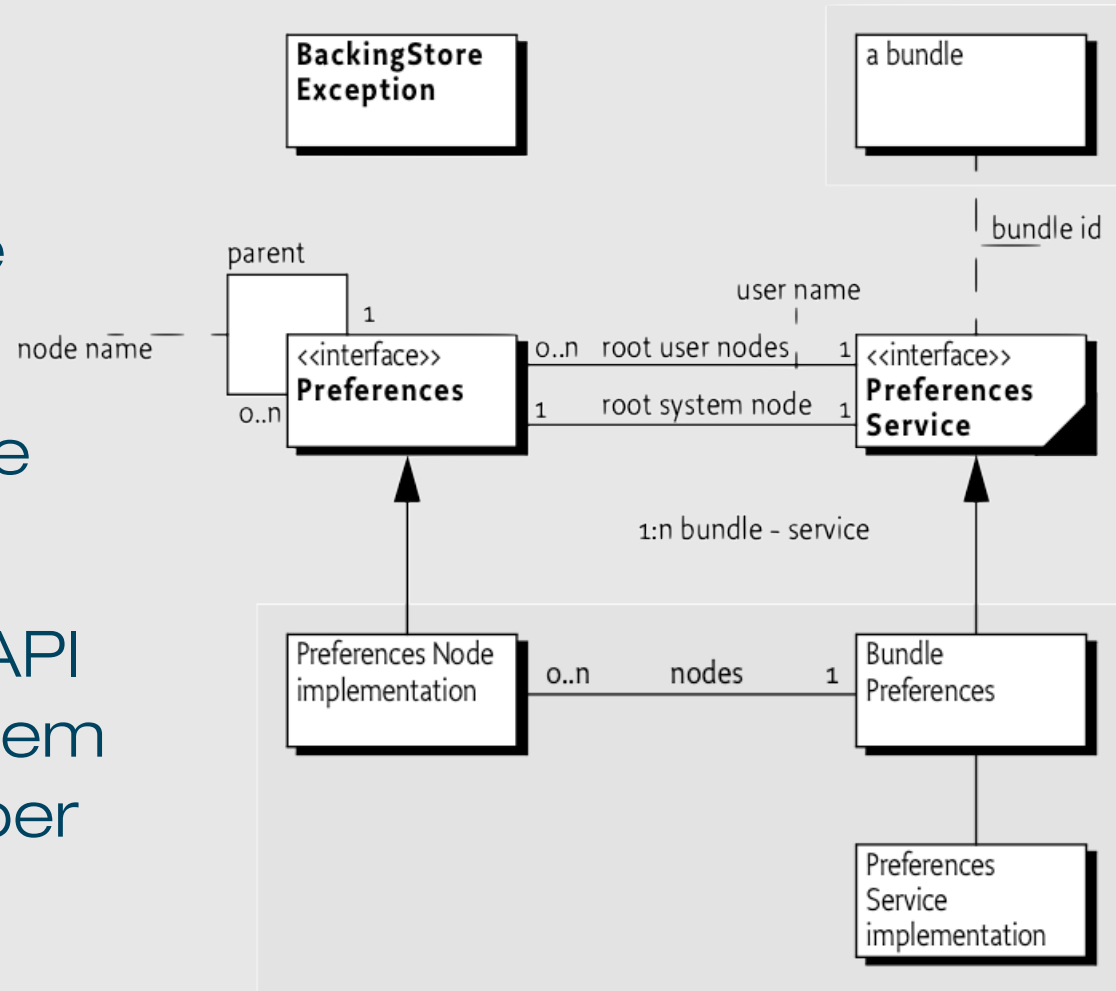 BackingStore
Exception
a bundle
bundle id
parent
user name
1
node name
<<interface>>
Preferences
o..n
o..n root user nodes 1
1 root system node 1
<<interface>>
Preferences
Service
1:n bundle - service
API
Preferences Node
implementation
o..n nodes 1
Bundle
Preferences
Preferences
Service
implementation